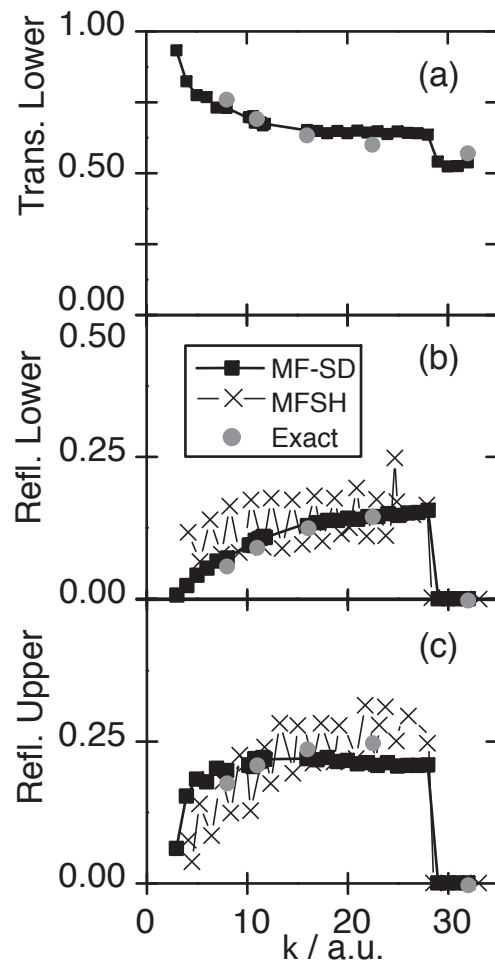 1.00
(a)
Trans. Lower
0.50
0.00
0.50
(b)
MF-SD
MFSH
Exact
Refl. Lower
0.25
0.00
(c)
Refl. Upper
0.25
0.00
0 10 20 30
k / a.u.